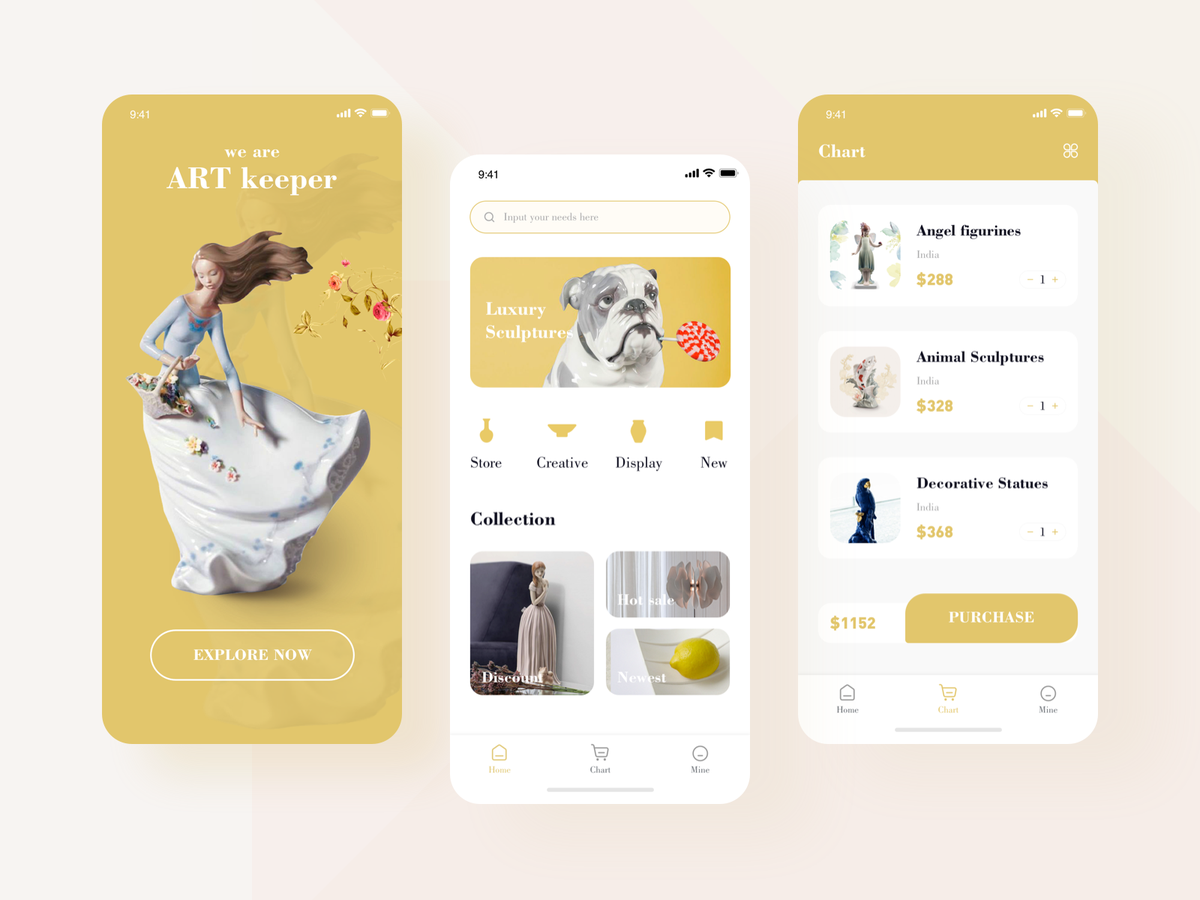 9:41
we are
ART keeper
EXPLORE NOW
9:41
Input your needs here
Luxury
Sculptures
Store Creative Display New
Collection
Discount
Hot sale
Newest
Home Chart Mine
9:41
Chart
Angel figurines
India
$288 − 1 +
Animal Sculptures
India
$328 − 1 +
Decorative Statues
India
$368 − 1 +
$1152 PURCHASE
Home Chart Mine